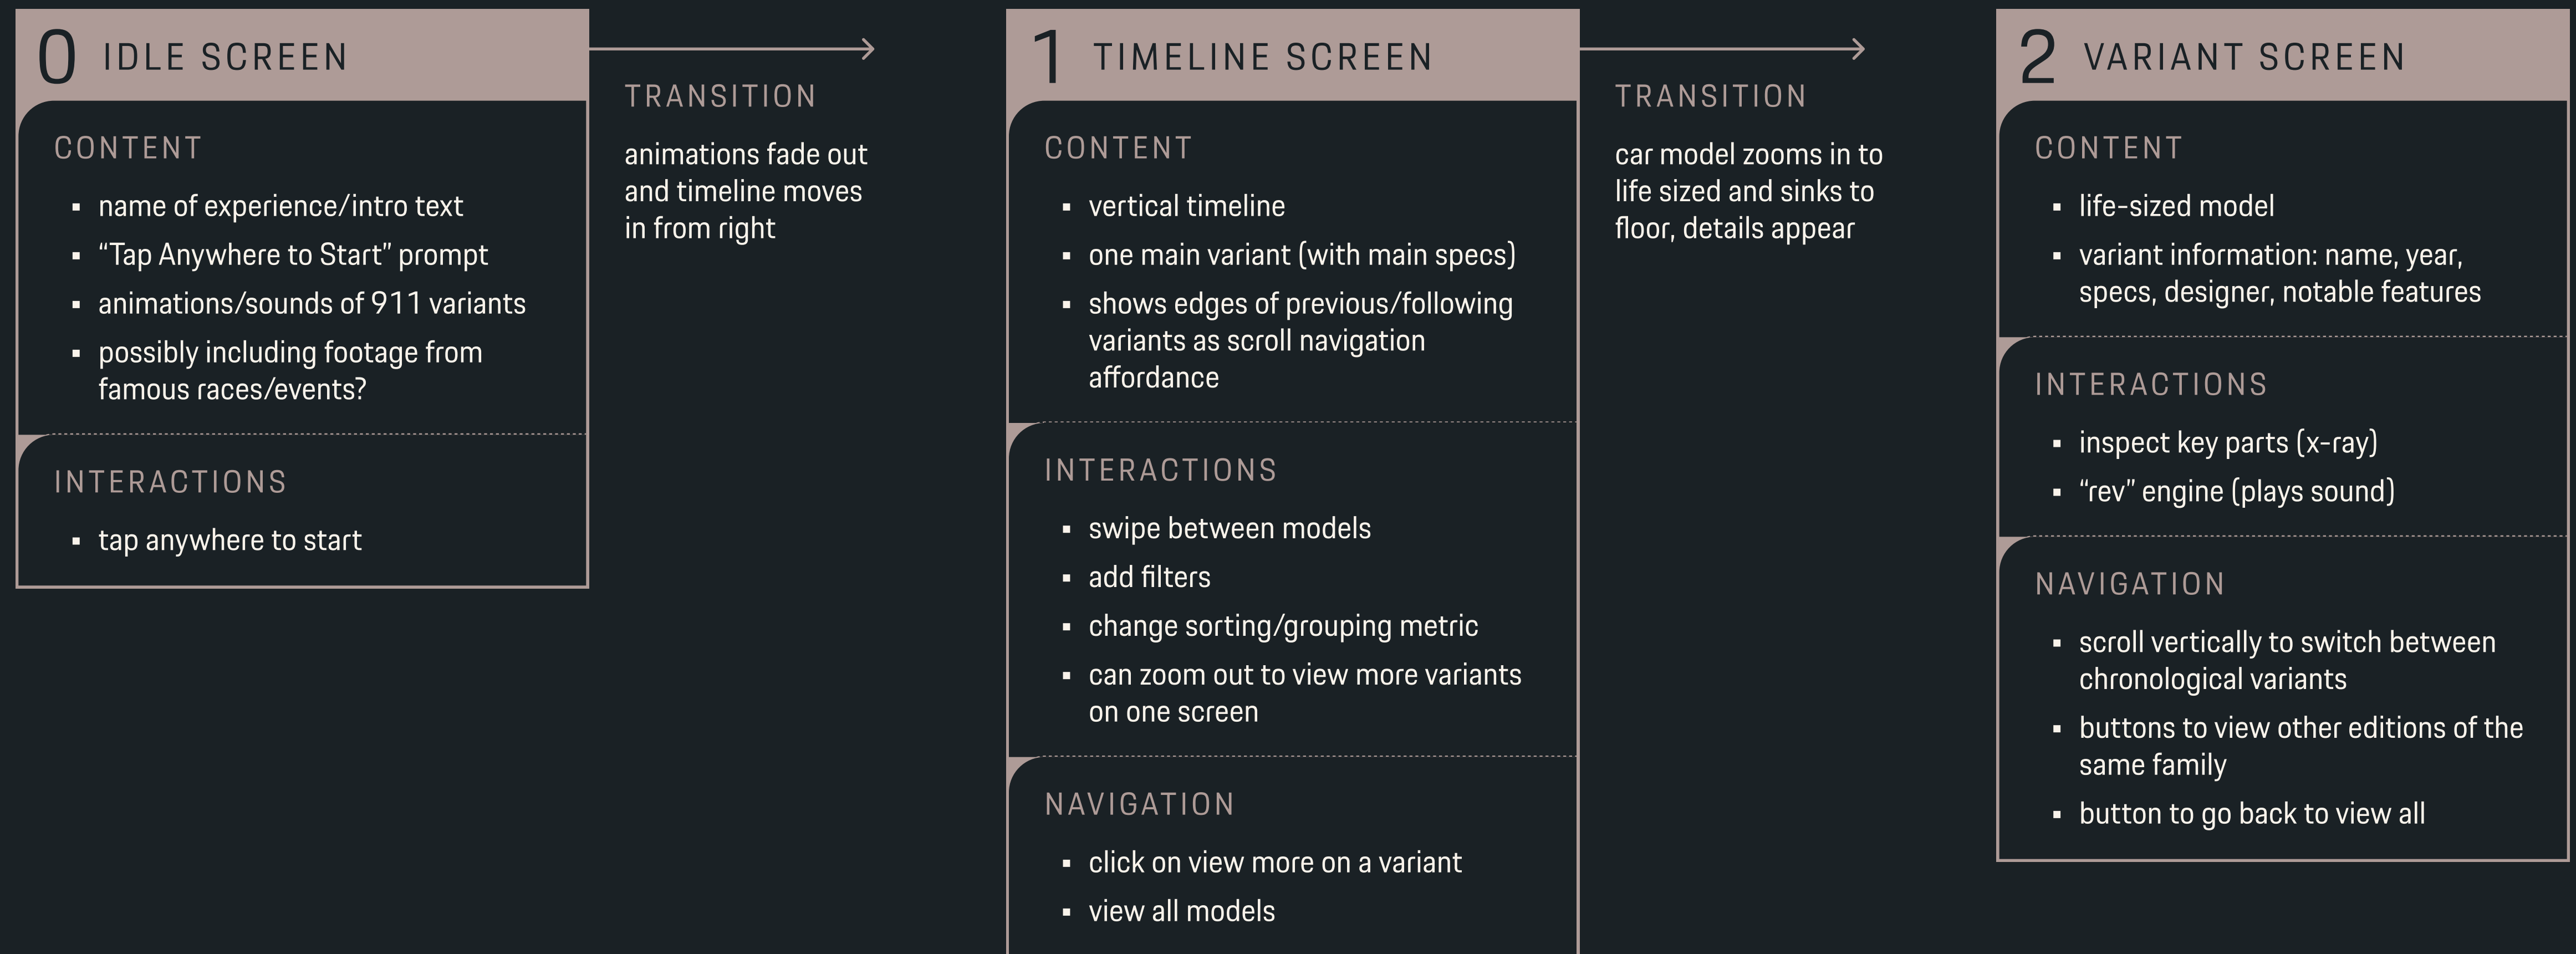 0 IDLE SCREEN
CONTENT
▪ name of experience/intro text
▪ “Tap Anywhere to Start” prompt
▪ animations/sounds of 911 variants
▪ possibly including footage from
famous races/events?
INTERACTIONS
▪ tap anywhere to start
TRANSITION
animations fade out
and timeline moves
in from right
1 TIMELINE SCREEN
CONTENT
▪ vertical timeline
▪ one main variant (with main specs)
▪ shows edges of previous/following
variants as scroll navigation
affordance
INTERACTIONS
▪ swipe between models
▪ add filters
▪ change sorting/grouping metric
▪ can zoom out to view more variants
on one screen
NAVIGATION
▪ click on view more on a variant
▪ view all models
TRANSITION
car model zooms in to
life sized and sinks to
floor, details appear
2 VARIANT SCREEN
CONTENT
▪ life-sized model
▪ variant information: name, year,
specs, designer, notable features
INTERACTIONS
▪ inspect key parts (x-ray)
▪ “rev” engine (plays sound)
NAVIGATION
▪ scroll vertically to switch between
chronological variants
▪ buttons to view other editions of the
same family
▪ button to go back to view all